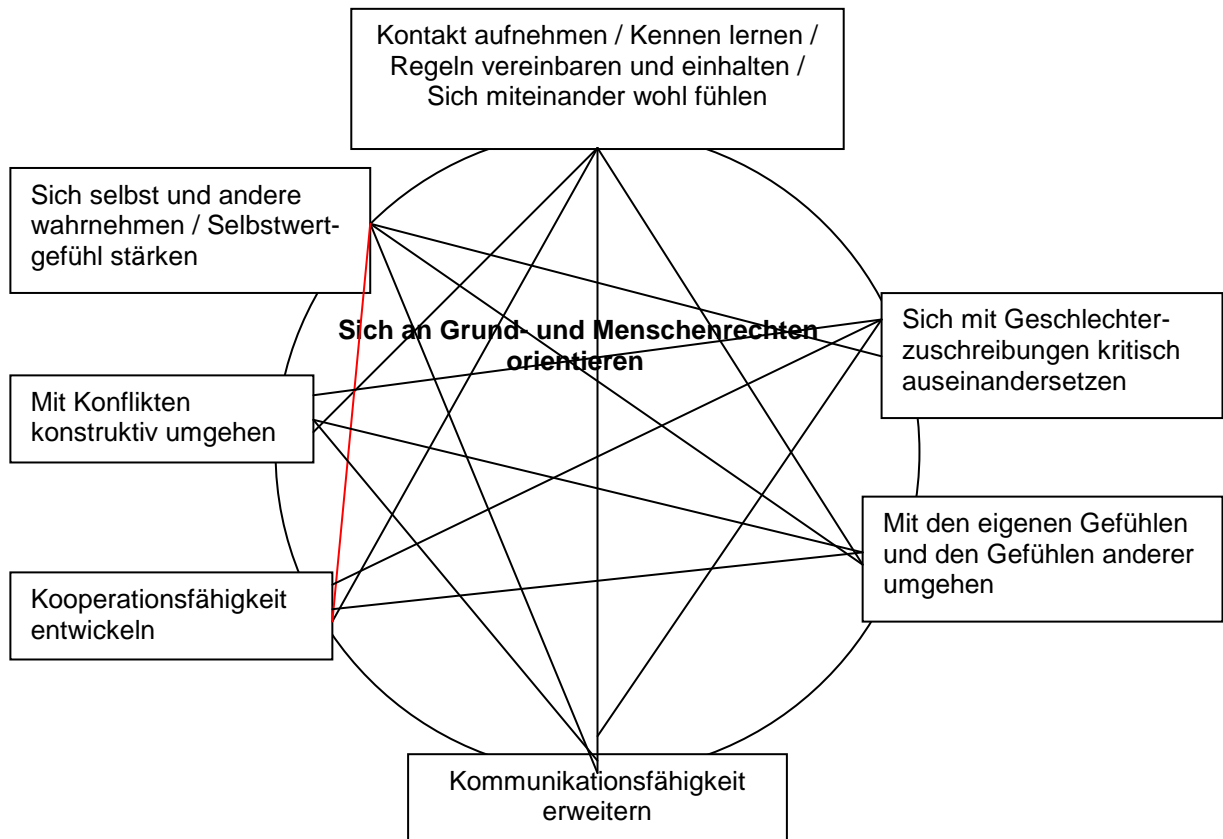 Kontakt aufnehmen / Kennen lernen /
Regeln vereinbaren und einhalten /
Sich miteinander wohl fühlen
Sich selbst und andere
wahrnehmen / Selbstwert-
gefühl stärken
Sich an Grund- und Menschenrechten
orientieren
Sich mit Geschlechter-
zuschreibungen kritisch
auseinandersetzen
Mit Konflikten
konstruktiv umgehen
Mit den eigenen Gefühlen
und den Gefühlen anderer
umgehen
Kooperationsfähigkeit
entwickeln
Kommunikationsfähigkeit
erweitern